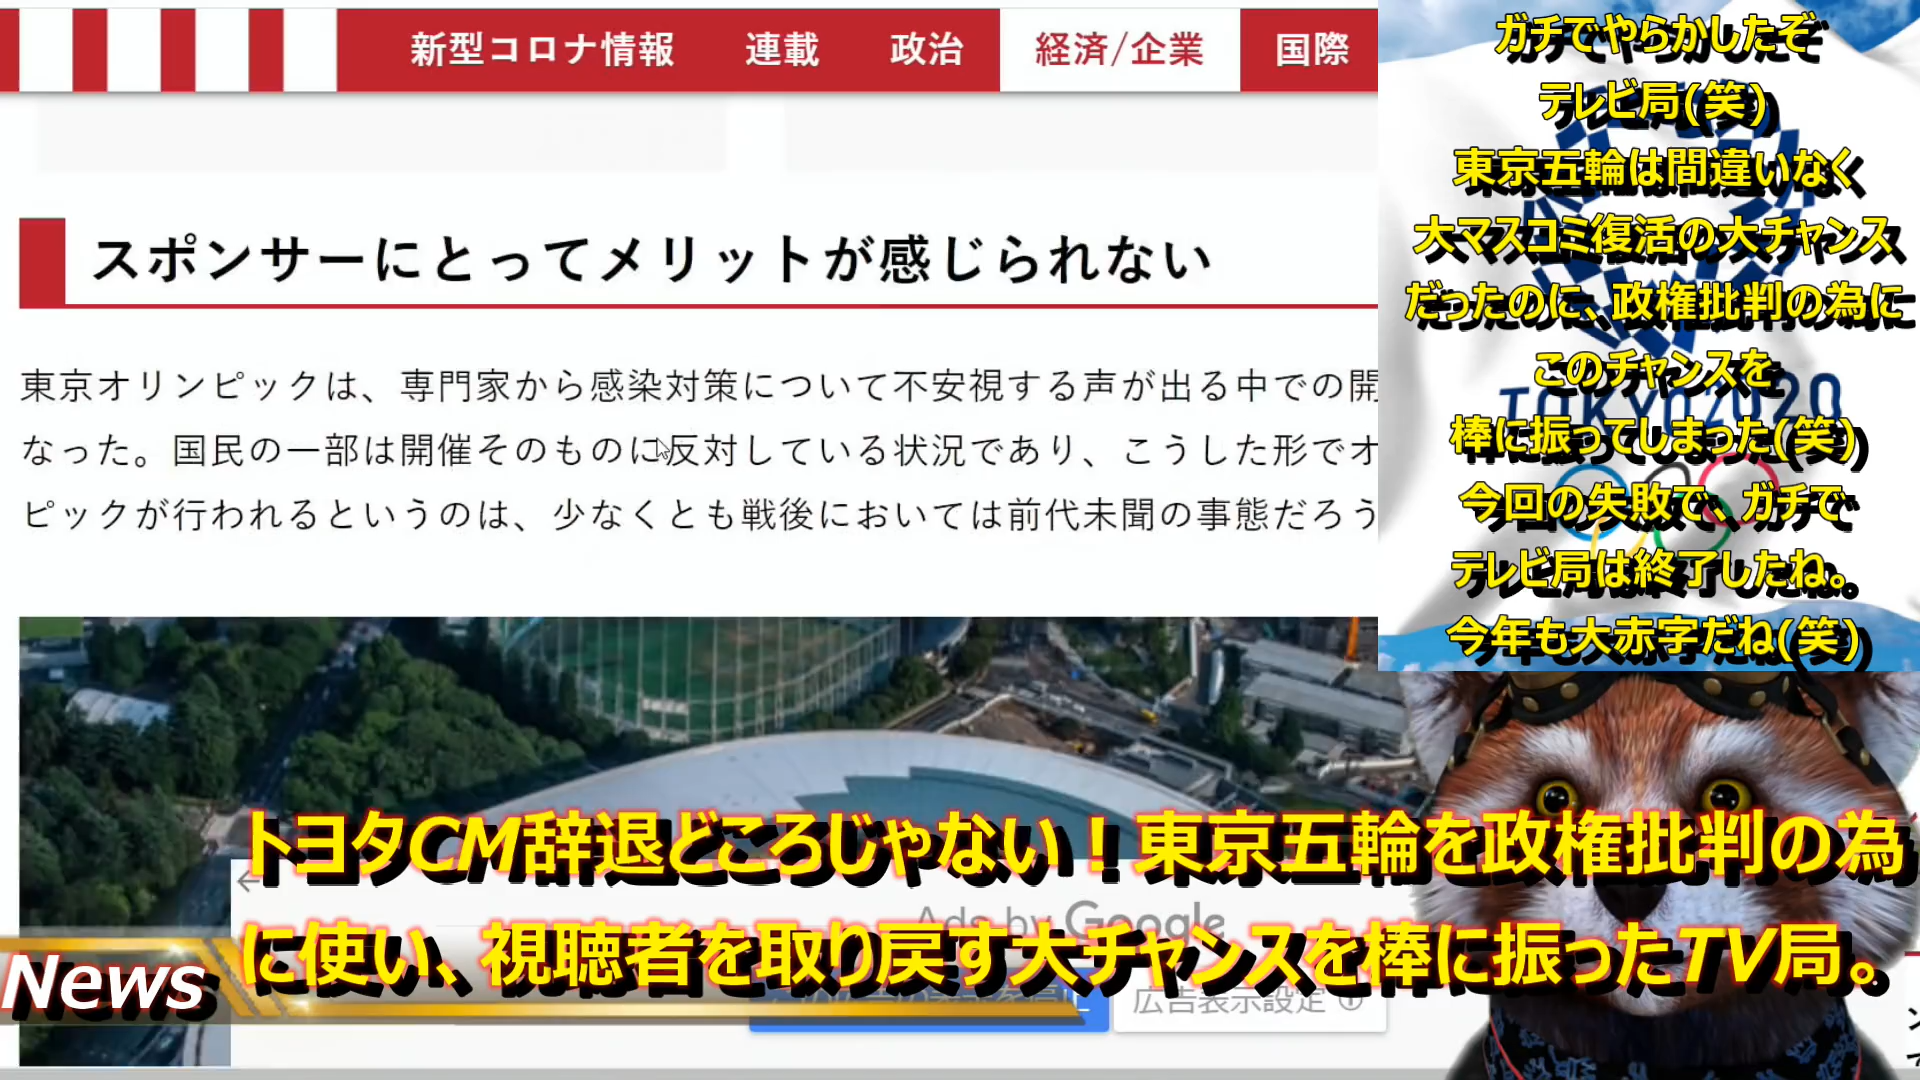 新型コロナ情報 連載 政治 経済/企業 国際
スポンサーにとってメリットが感じられない
東京オリンピックは、専門家から感染対策について不安視する声が出る中での開
なった。国民の一部は開催そのものに反対している状況であり、こうした形でオ
ピックが行われるというのは、少なくとも戦後においては前代未聞の事態だろう
ガチでやらかしたぞ
テレビ局(笑)
東京五輪は間違いなく
大マスコミ復活の大チャンス
だったのに、政権批判の為に
このチャンスを
棒に振ってしまった(笑)
今回の失敗で、ガチで
テレビ局は終了したね。
今年も大赤字だね(笑)
TOKYO 2020
トヨタCM辞退どころじゃない！東京五輪を政権批判の為
に使い、視聴者を取り戻す大チャンスを棒に振ったTV局。
News
Ads by Google
広告表示設定